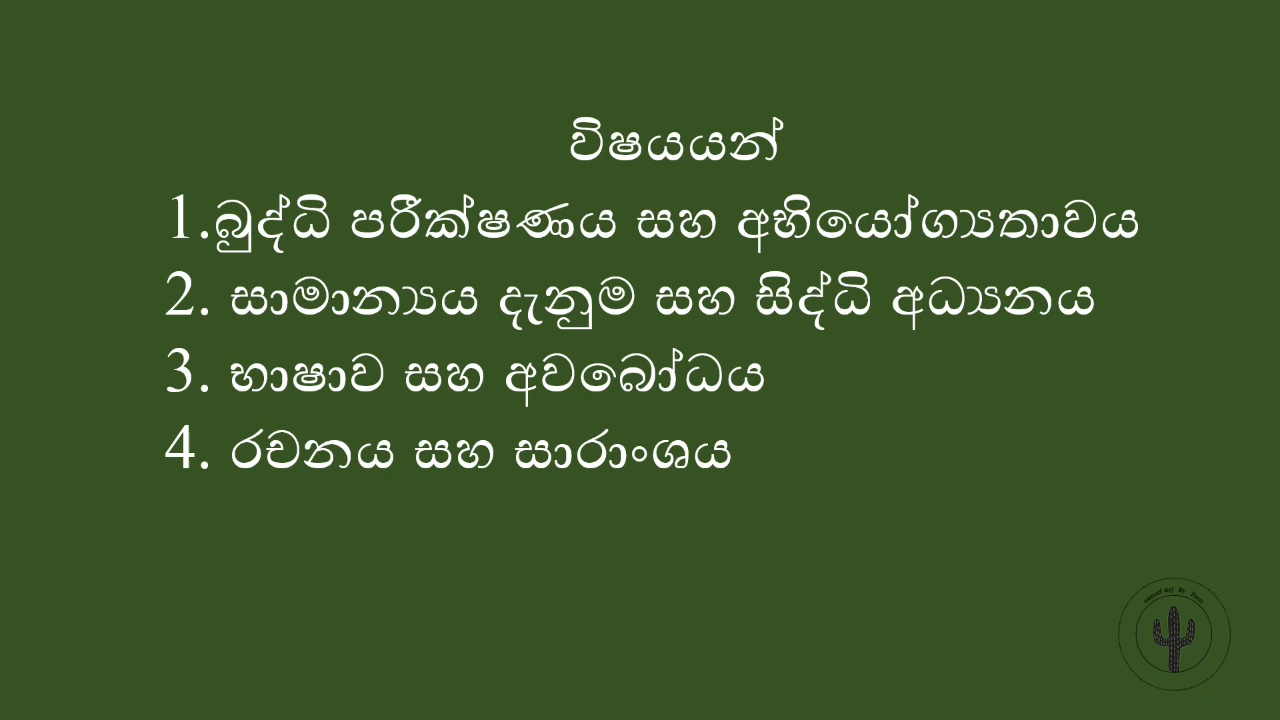 විෂයයන්
1.බුද්ධි පරීක්ෂණය සහ අභියෝග්‍යතාවය
2. සාමාන්‍යය දැනුම සහ සිද්ධි අධ්‍යනය
3. භාෂාව සහ අවබෝධය
4. රචනය සහ සාරාංශය